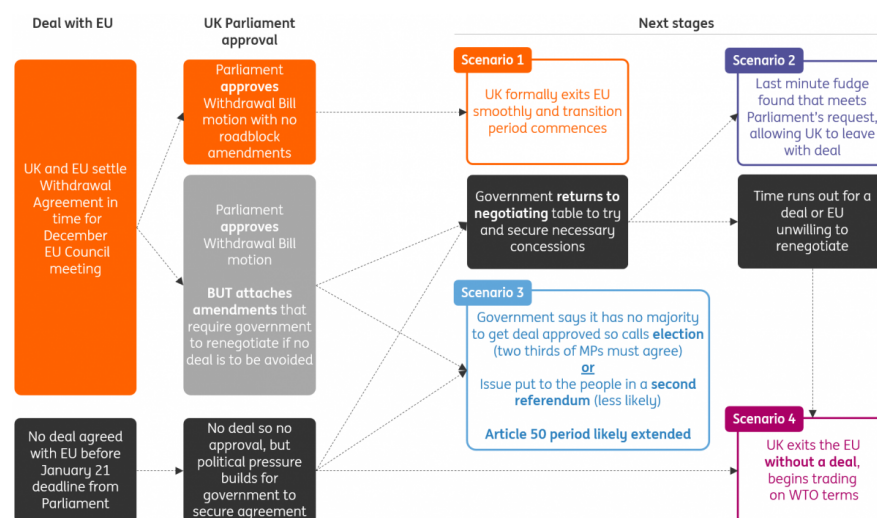 Deal with EU
UK Parliament
approval
Next stages
UK and EU settle
Withdrawal
Agreement in
time for
December
EU Council
meeting
Parliament
approves
Withdrawal Bill
motion with no
roadblock
amendments
Scenario 1
UK formally exits EU
smoothly and transition
period commences
Scenario 2
Last minute fudge
found that meets
Parliament's request,
allowing UK to leave
with deal
Parliament
approves
Withdrawal Bill
motion
BUT attaches
amendments that
require government
to renegotiate if no
deal is to be avoided
Government returns to
negotiating table to try
and secure necessary
concessions
Time runs out for a
deal or EU
unwilling to
renegotiate
Scenario 3
Government says it has no majority
to get deal approved so calls election
(two thirds of MPs must agree)
or
Issue put to the people in a second
referendum (less likely)
Article 50 period likely extended
No deal agreed
with EU before
January 21
deadline from
Parliament
No deal so no
approval, but
political pressure
builds for
government to
secure agreement
Scenario 4
UK exits the EU
without a deal,
begins trading
on WTO terms